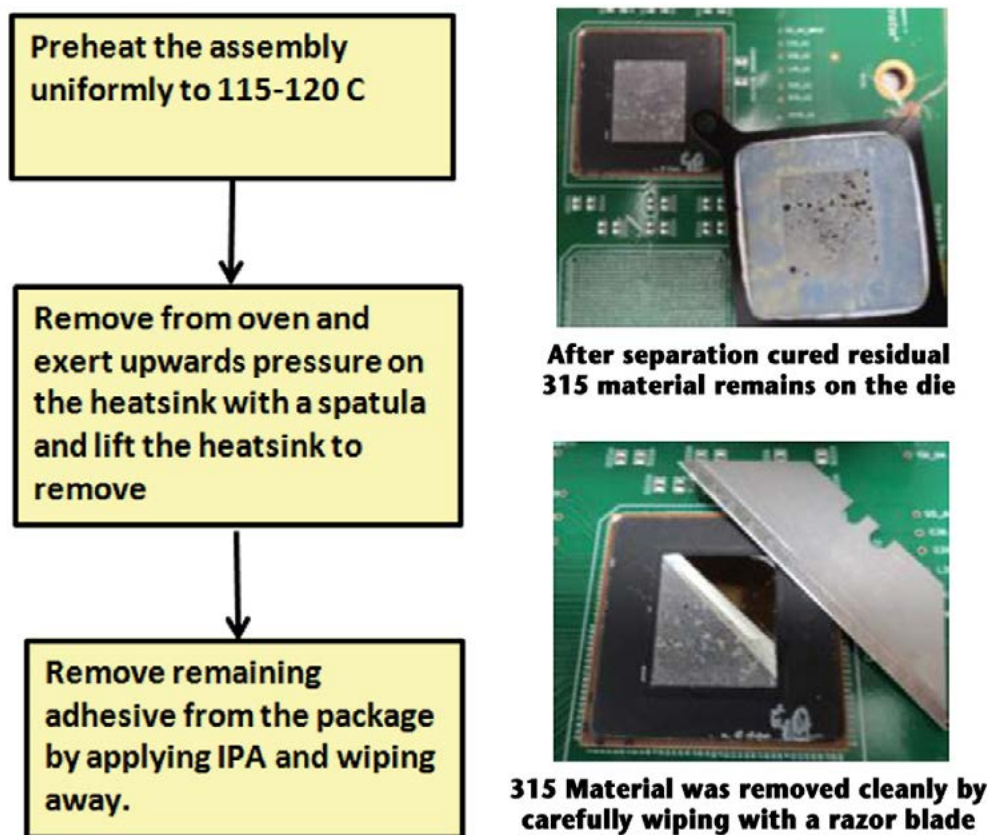 Preheat the assembly
uniformly to 115-120 C
Remove from oven and
exert upwards pressure on
the heatsink with a spatula
and lift the heatsink to
remove
Remove remaining
adhesive from the package
by applying IPA and wiping
away.
After separation cured residual
315 material remains on the die
315 Material was removed cleanly by
carefully wiping with a razor blade